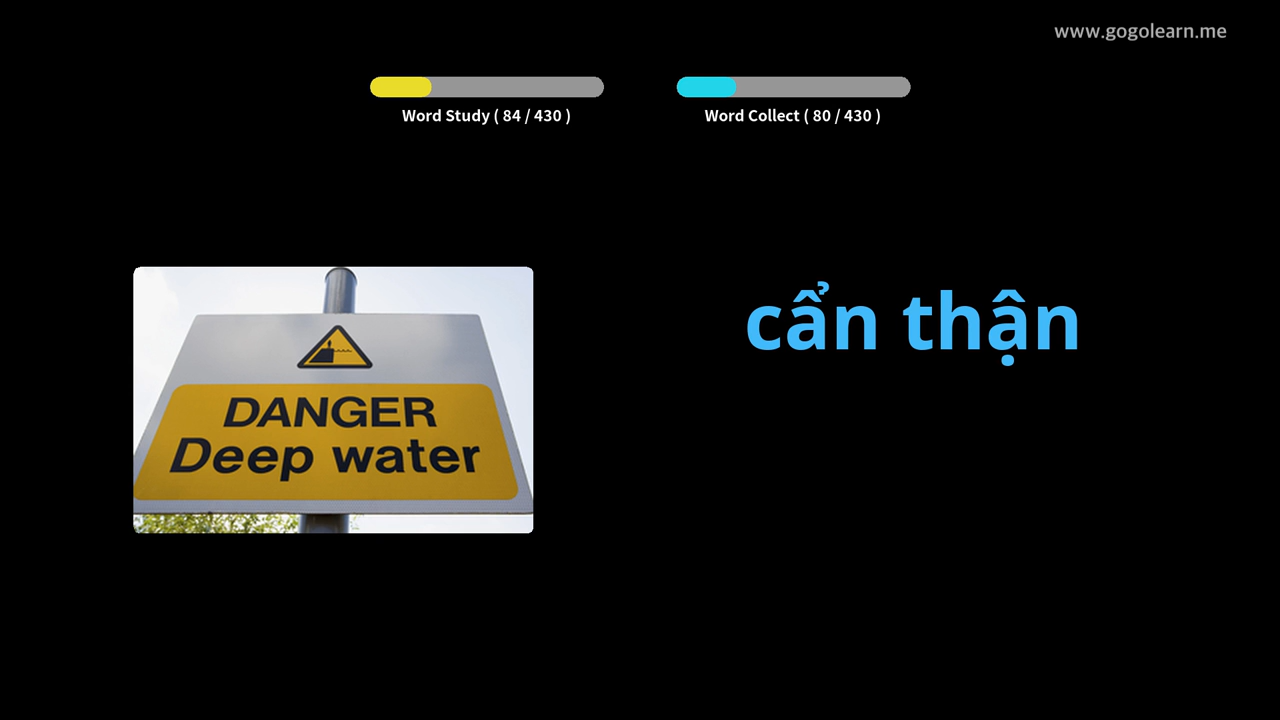 www.gogolearn.me
Word Study ( 84 / 430 )
Word Collect ( 80 / 430 )
DANGER
Deep water
cẩn thận